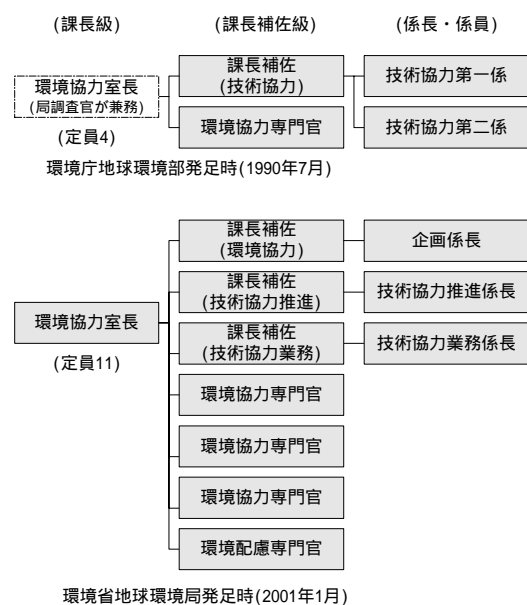 (課長級)
(課長補佐級)
(係長・係員)
環境協力室長
(局調査官が兼務)
(定員4)
課長補佐
(技術協力)
環境協力専門官
技術協力第一係
技術協力第二係
環境庁地球環境部発足時(1990年7月)
環境協力室長
(定員11)
課長補佐
(環境協力)
企画係長
課長補佐
(技術協力推進)
技術協力推進係長
課長補佐
(技術協力業務)
技術協力業務係長
環境協力専門官
環境協力専門官
環境協力専門官
環境配慮専門官
環境省地球環境局発足時(2001年1月)